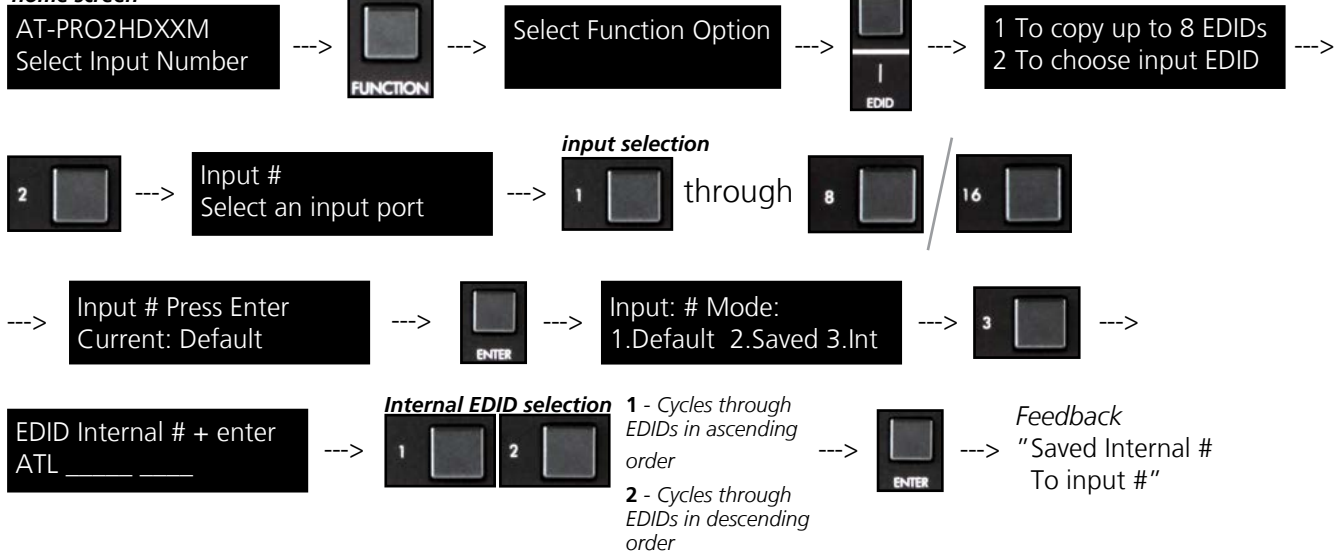 home screen
AT-PRO2HDXXM
Select Input Number
--->
FUNCTION
--->
Select Function Option
--->
EDID
--->
1 To copy up to 8 EDIDs
2 To choose input EDID
--->
2
--->
Input #
Select an input port
--->
input selection
1
through
8
/
16
--->
Input # Press Enter
Current: Default
--->
ENTER
--->
Input: # Mode:
1.Default 2.Saved 3.Int
--->
3
--->
EDID Internal # + enter
ATL _____ ____
--->
Internal EDID selection
1
2
1 - Cycles through
EDIDs in ascending
order
2 - Cycles through
EDIDs in descending
order
--->
ENTER
--->
Feedback
"Saved Internal #
To input #"